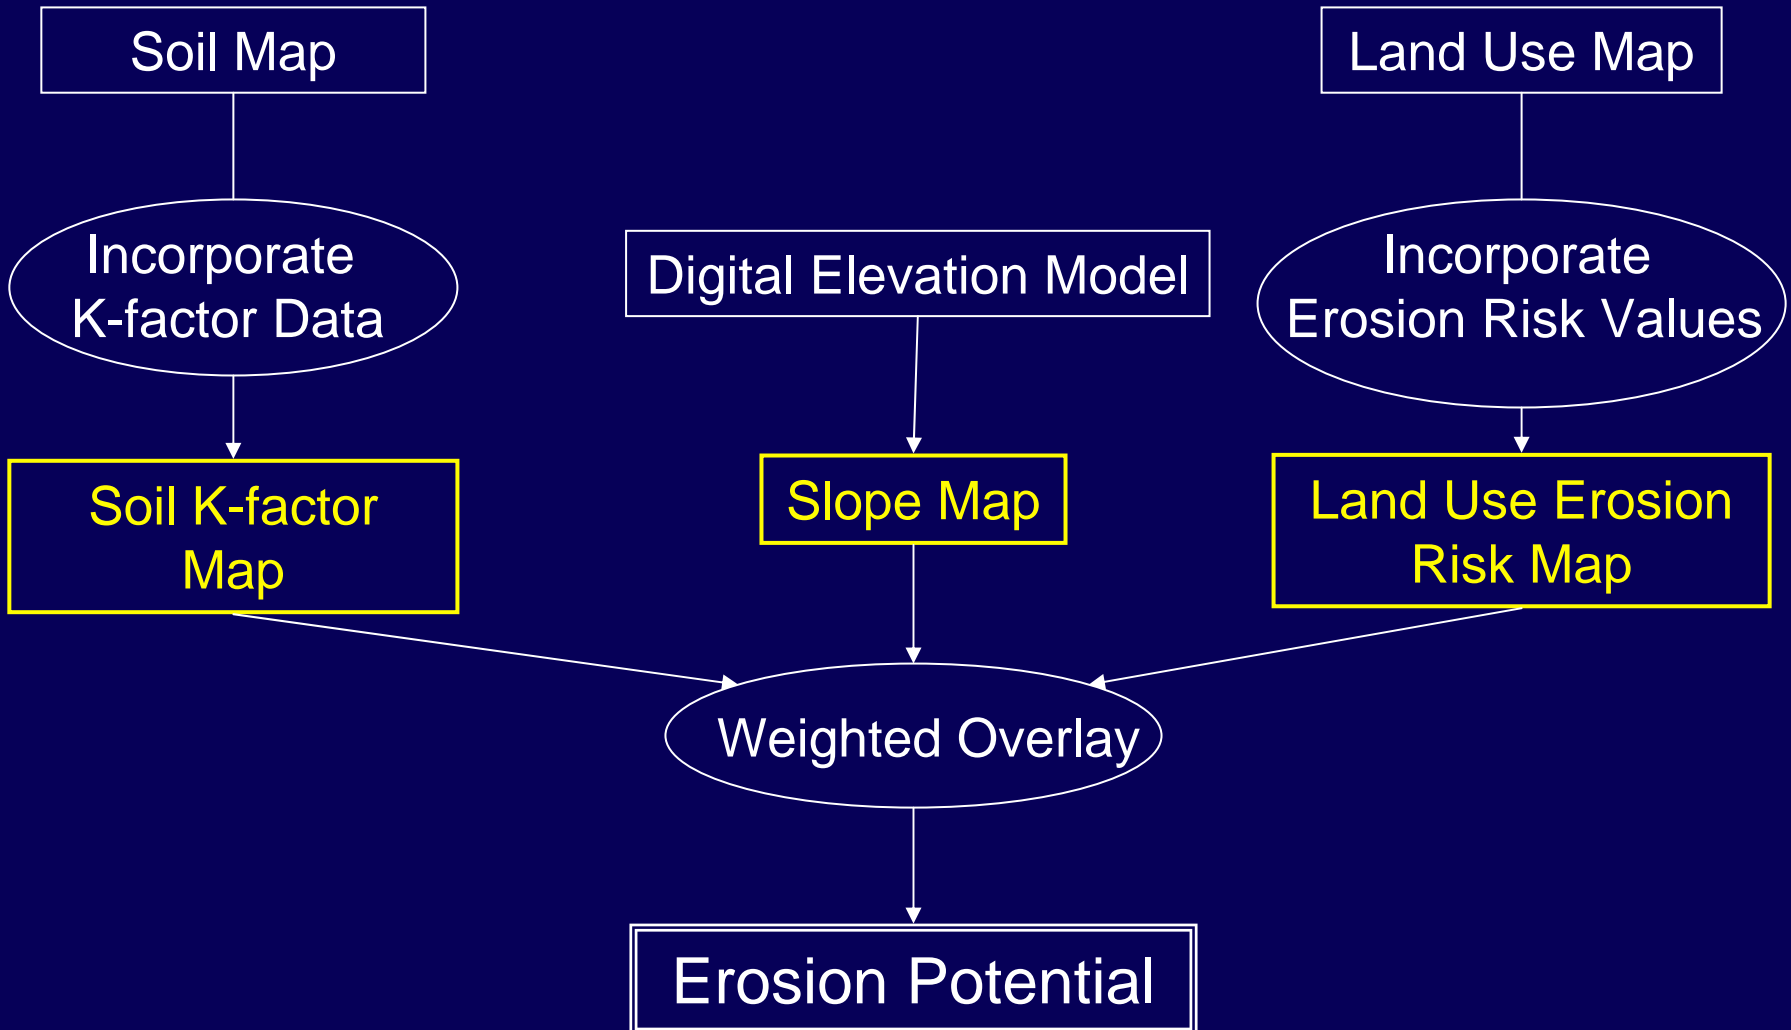 Soil Map
Land Use Map
Incorporate
K-factor Data
Digital Elevation Model
Incorporate
Erosion Risk Values
Soil K-factor
Map
Slope Map
Land Use Erosion
Risk Map
Weighted Overlay
Erosion Potential